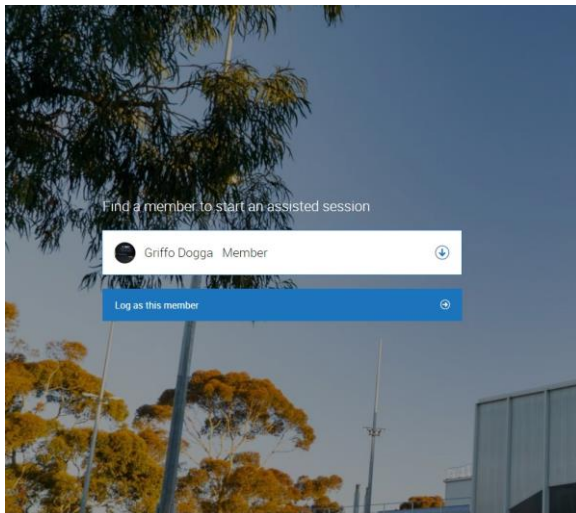 Find a member to start an assisted session
Griffo Dogga Member
Log as this member